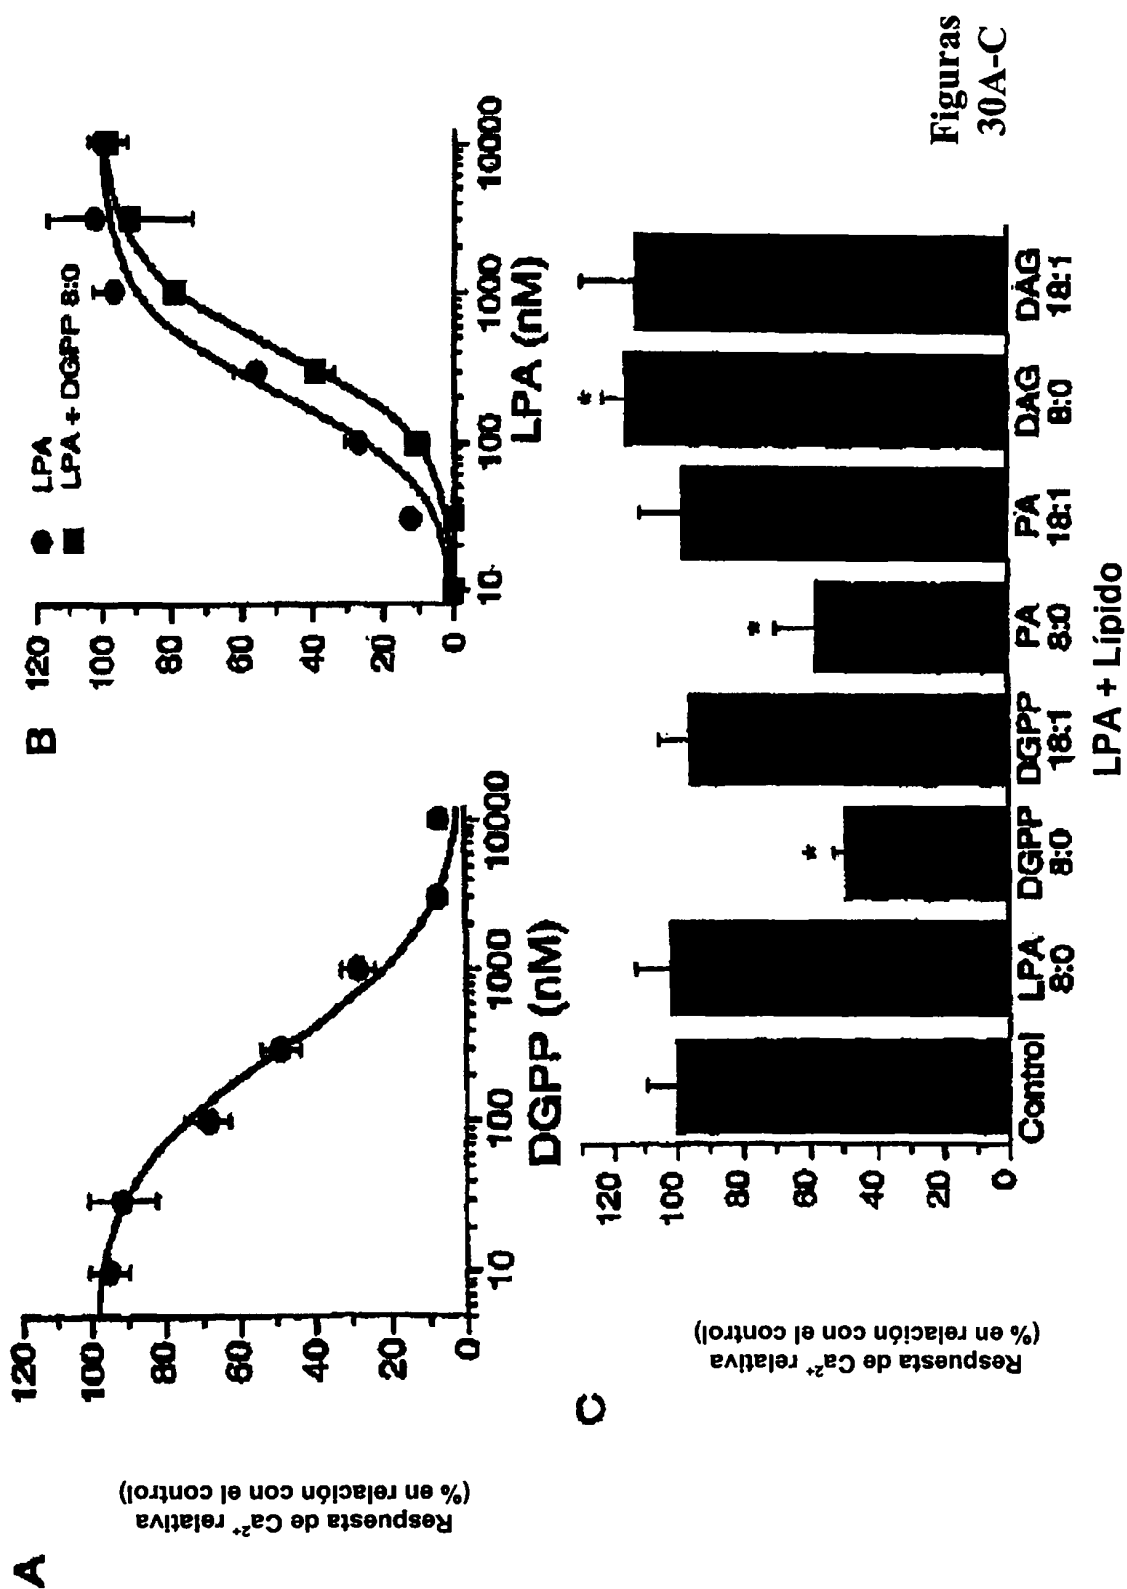 A
Respuesta de Ca²⁺ relativa
(% en relación con el control)
120
100
80
60
40
20
0
10
100
1000
10000
DGPP (nM)
B
LPA
LPA + DGPP 8:0
120
100
80
60
40
20
0
10
100
1000
10000
LPA (nM)
C
Respuesta de Ca²⁺ relativa
(% en relación con el control)
120
100
80
60
40
20
0
*
*
*
Control
LPA DGPP DGPP PA PA DAG DAG
8:0 8:0 18:1 8:0 18:1 8:0 18:1
LPA + Lípido
Figuras
30A-C